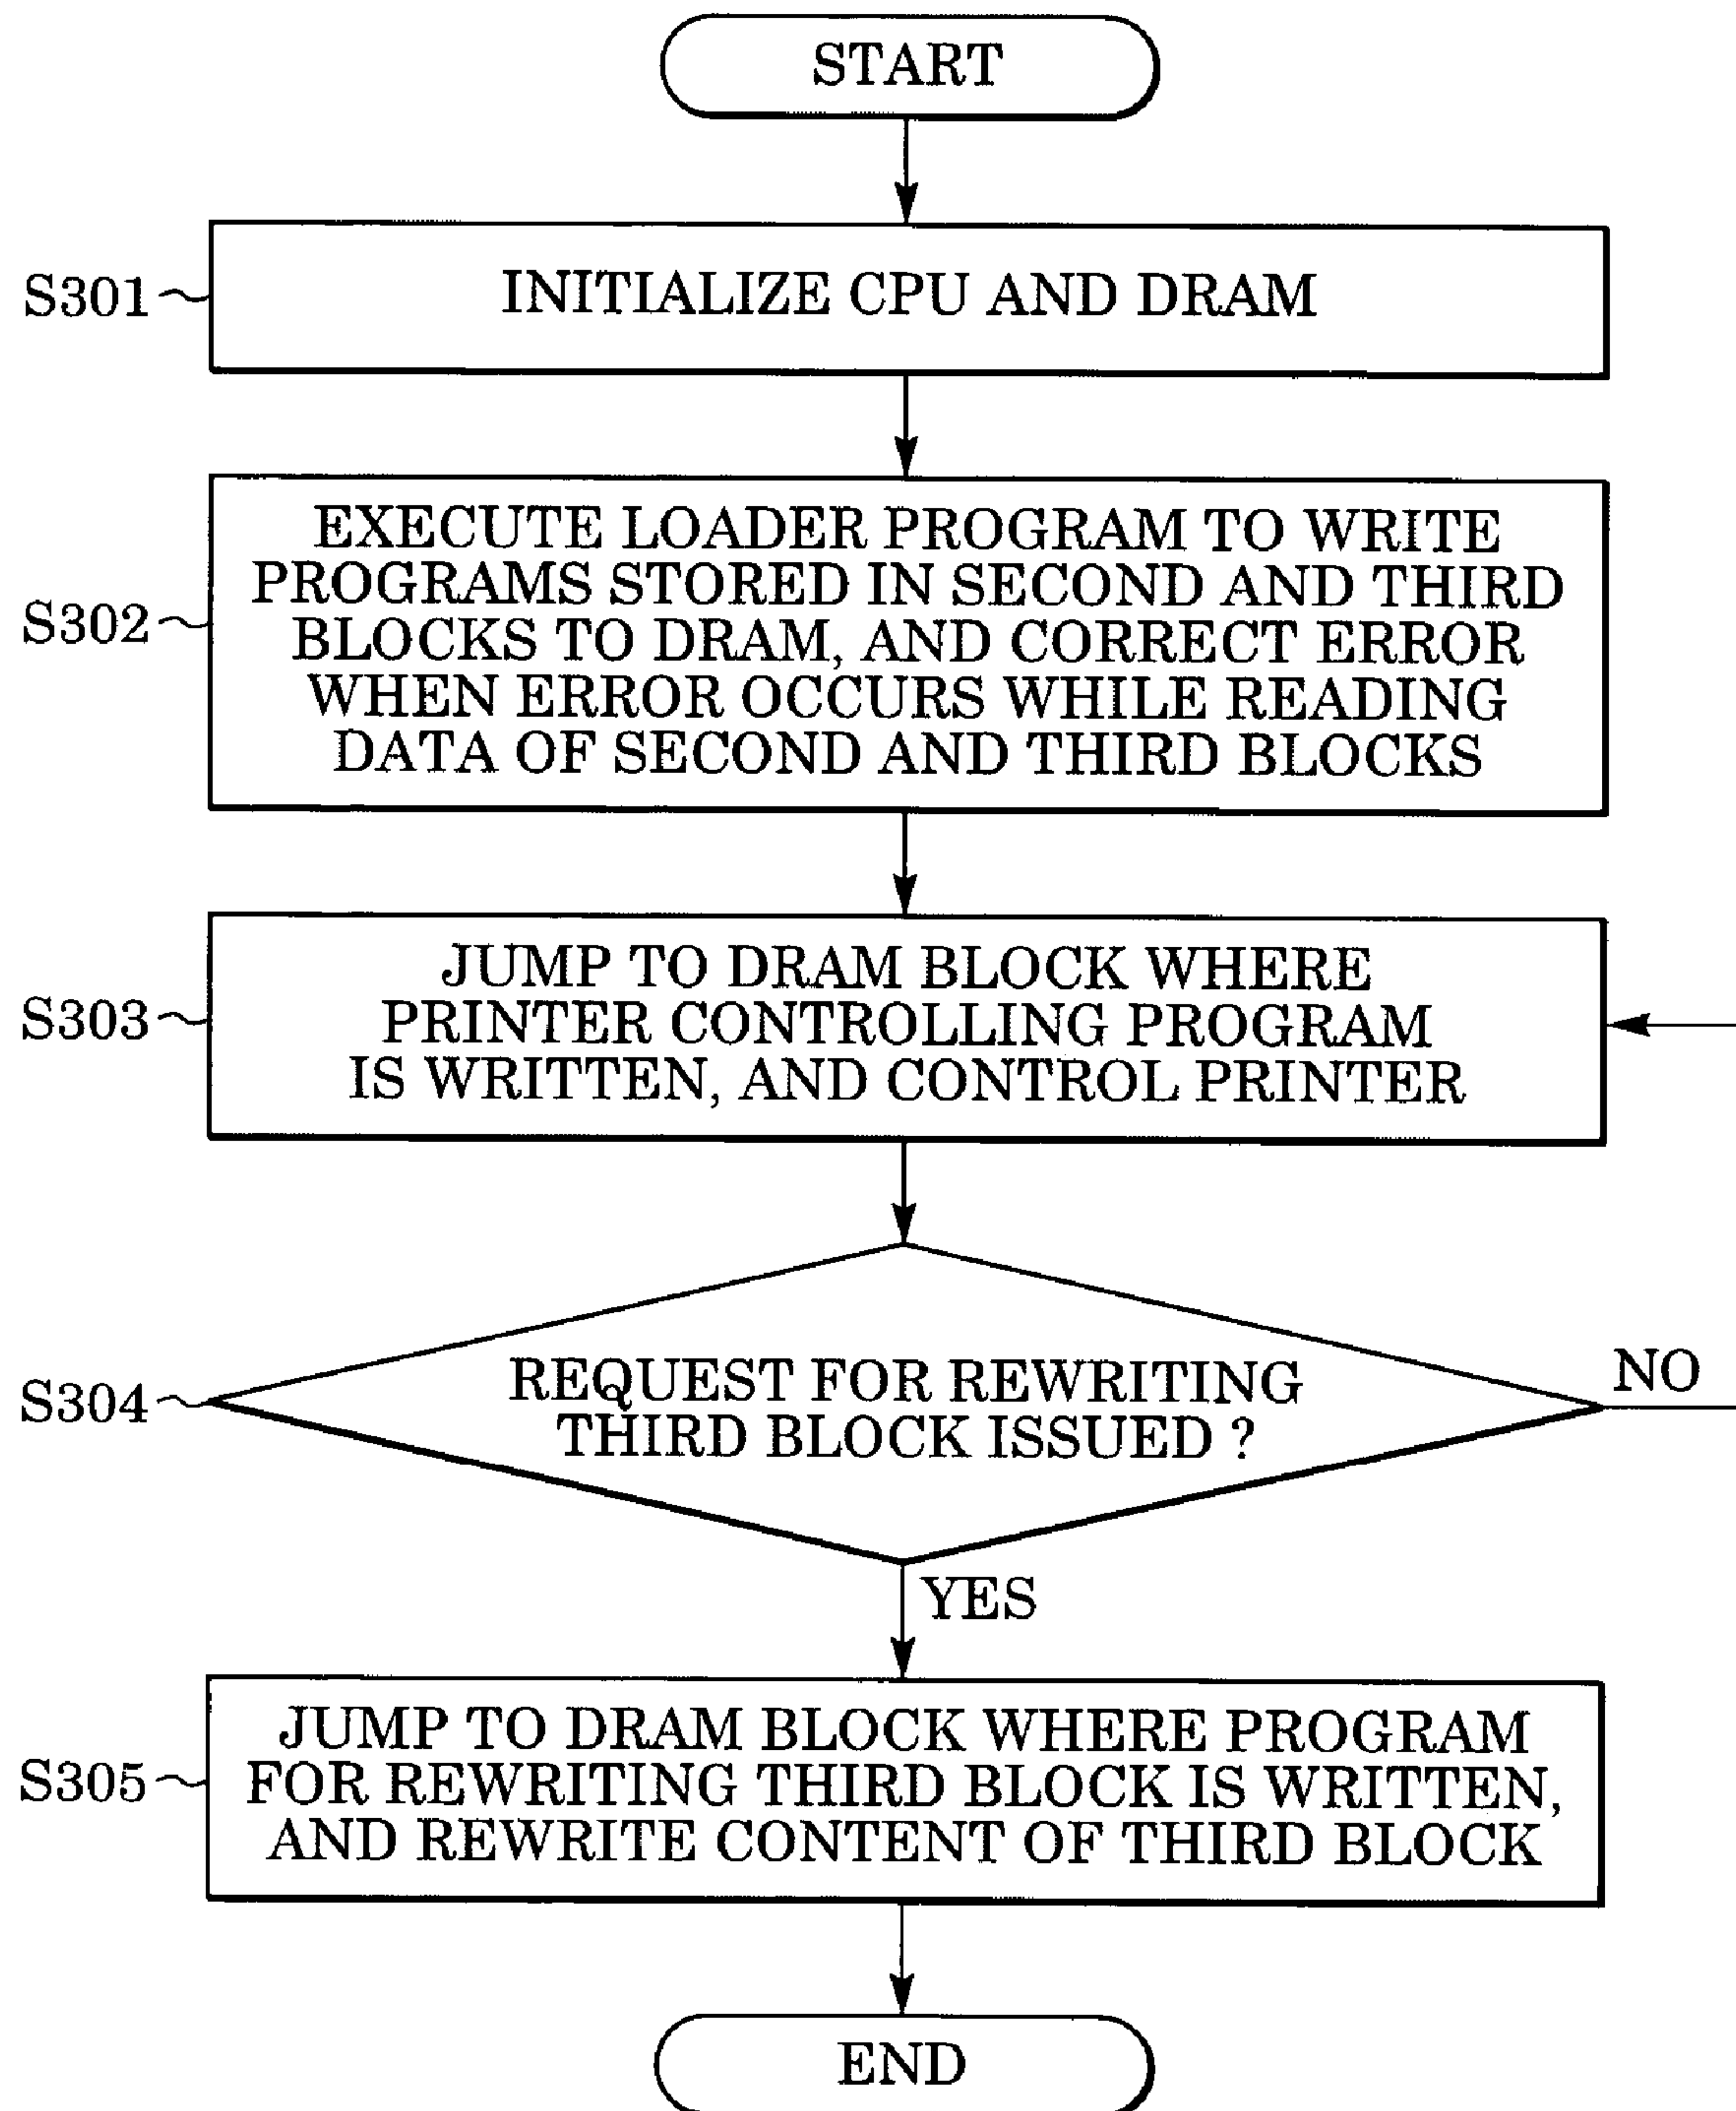 START
S301
INITIALIZE CPU AND DRAM
S302
EXECUTE LOADER PROGRAM TO WRITE
PROGRAMS STORED IN SECOND AND THIRD
BLOCKS TO DRAM, AND CORRECT ERROR
WHEN ERROR OCCURS WHILE READING
DATA OF SECOND AND THIRD BLOCKS
S303
JUMP TO DRAM BLOCK WHERE
PRINTER CONTROLLING PROGRAM
IS WRITTEN, AND CONTROL PRINTER
S304
REQUEST FOR REWRITING
THIRD BLOCK ISSUED ?
NO
YES
S305
JUMP TO DRAM BLOCK WHERE PROGRAM
FOR REWRITING THIRD BLOCK IS WRITTEN,
AND REWRITE CONTENT OF THIRD BLOCK
END